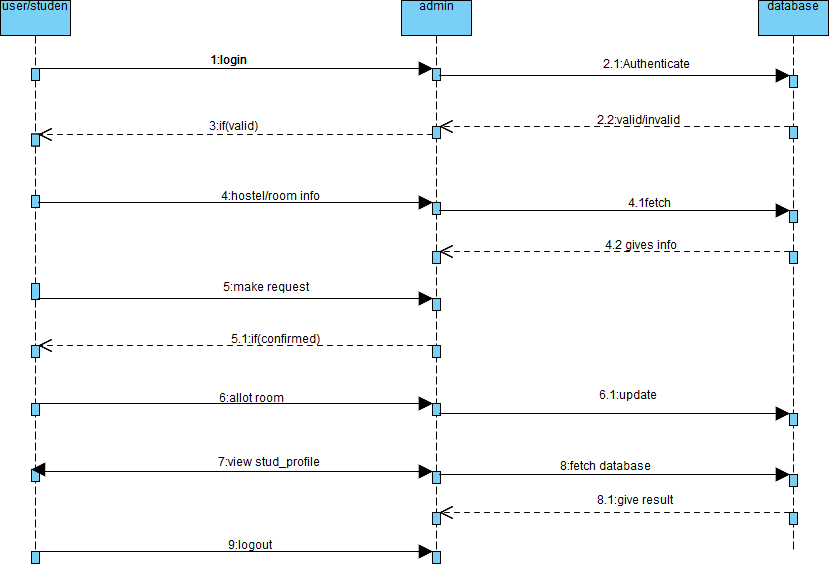 user/studen
admin
database
1:login
2.1:Authenticate
3:if(valid)
2.2:valid/invalid
4:hostel/room info
4.1fetch
4.2 gives info
5:make request
5.1:if(confirmed)
6:allot room
6.1:update
7:view stud_profile
8:fetch database
8.1:give result
9:logout